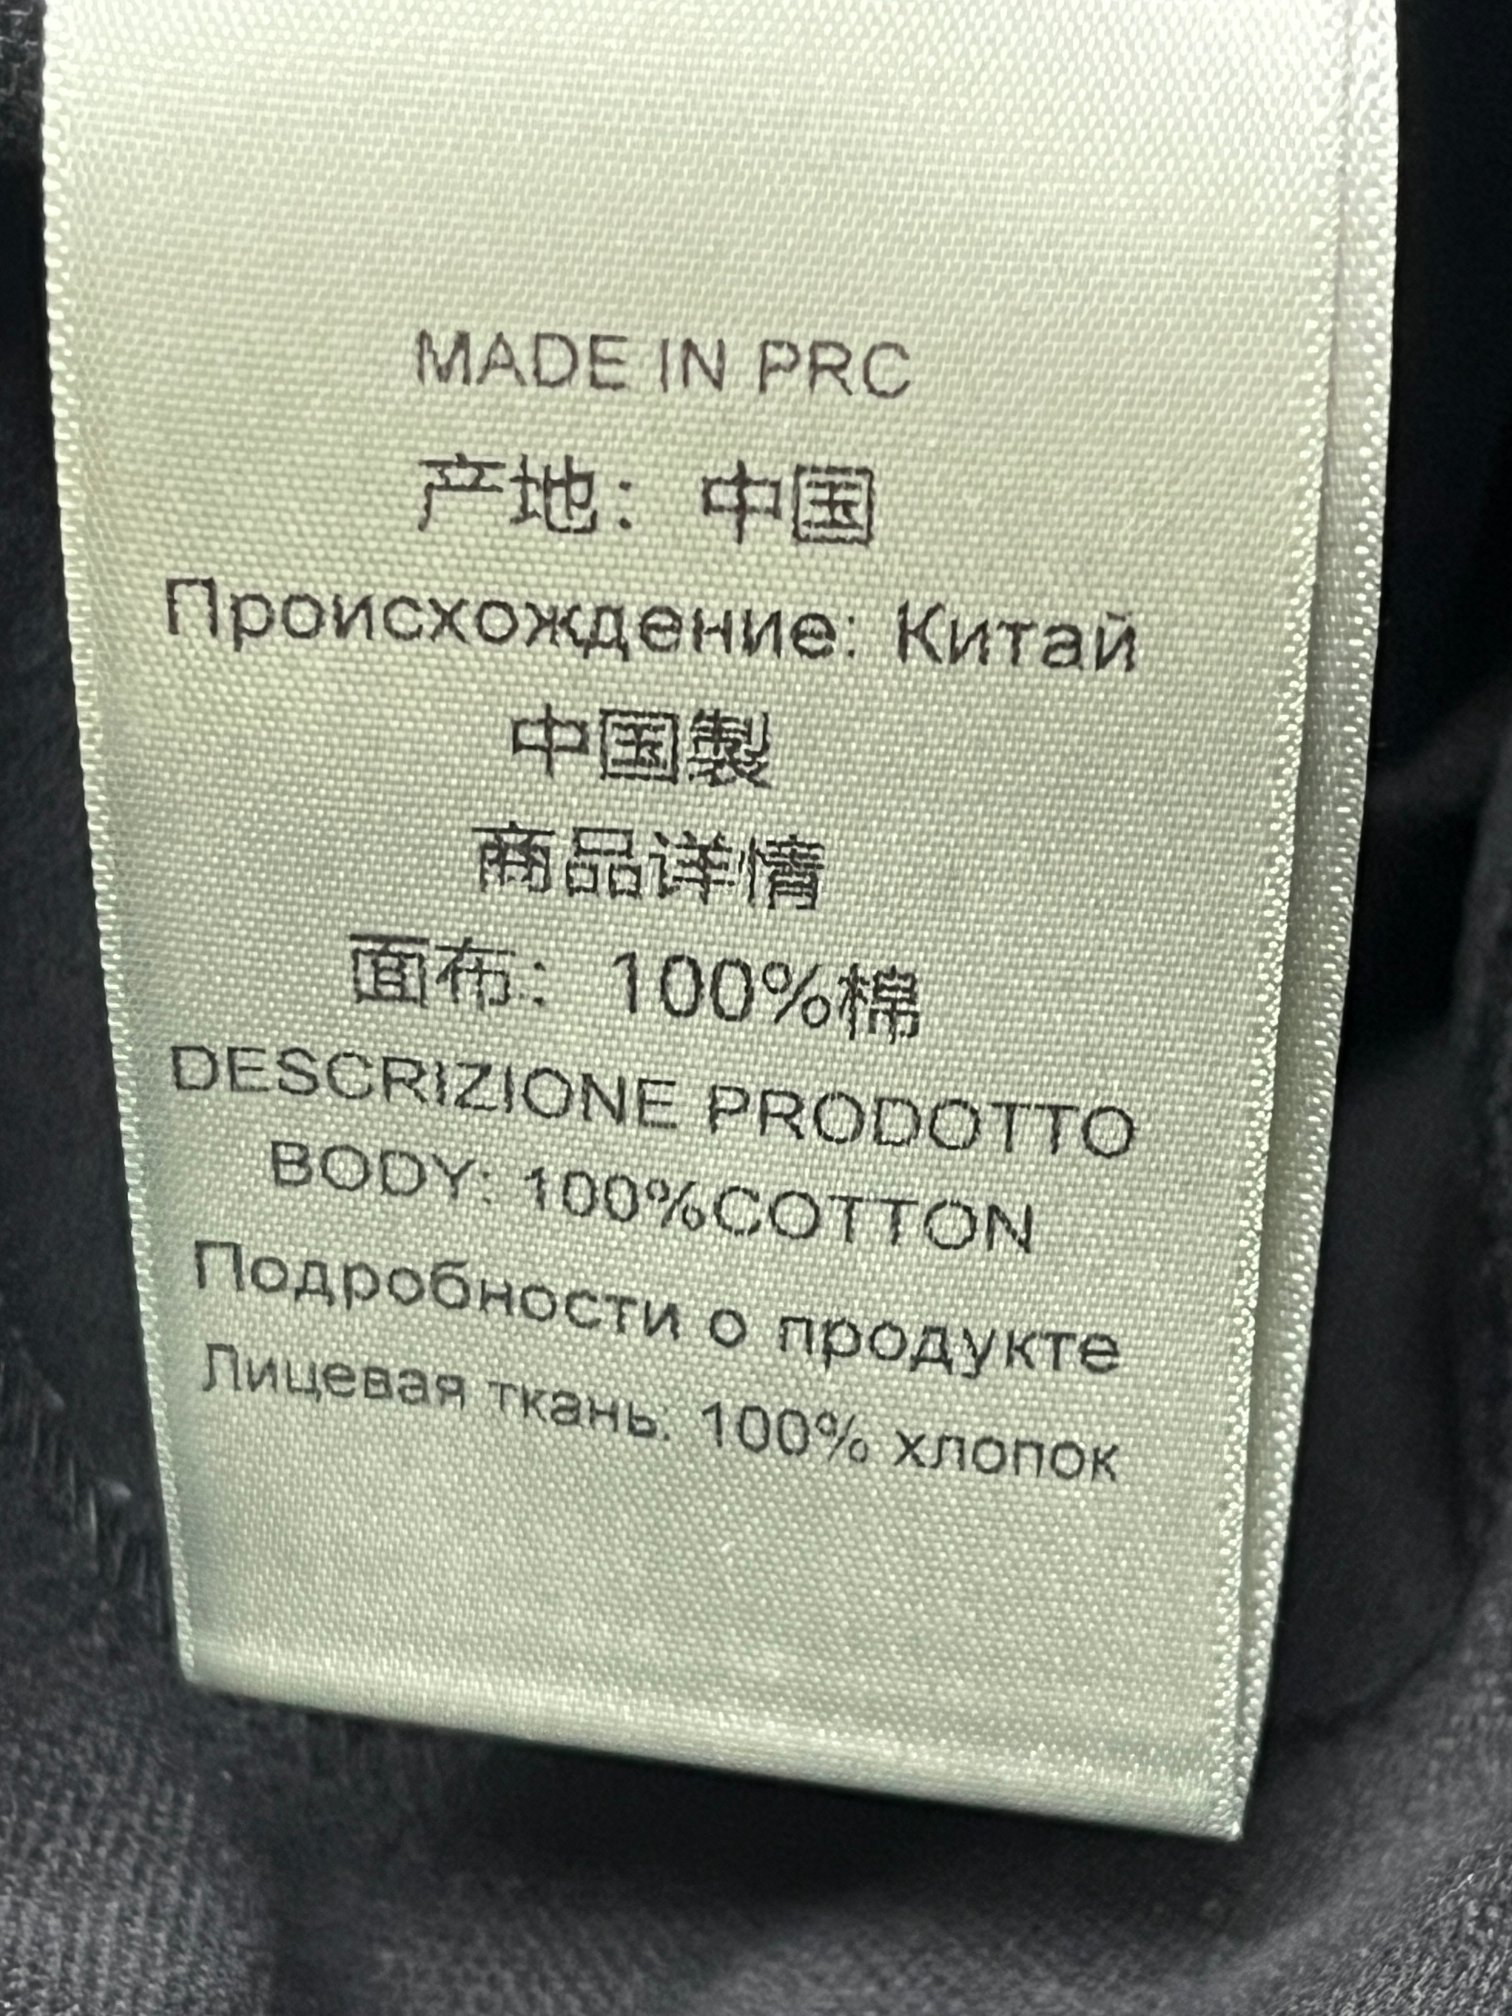 MADE IN PRC
产地：中国
Происхождение: Китай
中国製
商品详情
面布：100%棉
DESCRIZIONE PRODOTTO
BODY: 100%COTTON
Подробности о продукте
Лицевая ткань: 100% хлопок